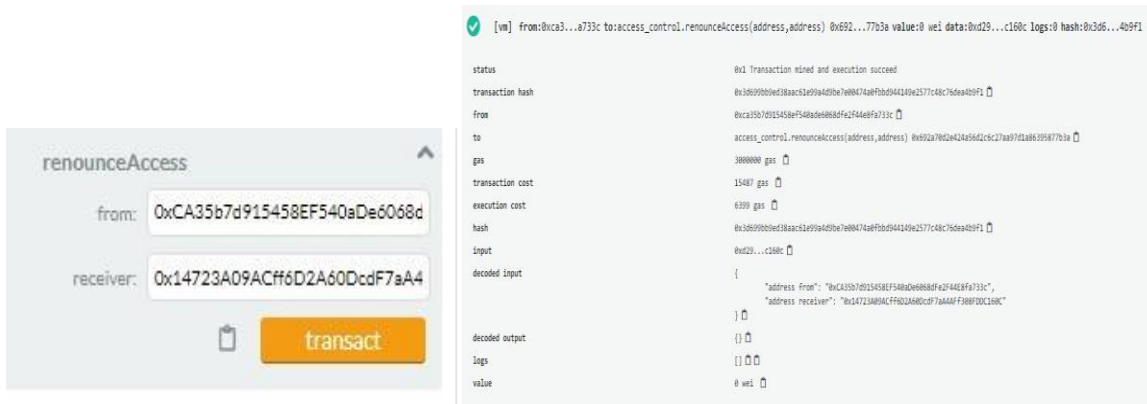 renounceAccess
from: 0xCA35b7d915458EF540aDe6068d
receiver: 0x14723A09ACff6D2A60DcdF7aA4
transact
[vm] from:0xca3...a733c to:access_control.renounceAccess(address,address) 0x692...77b3a value:0 wei data:0xd29...c160c logs:0 hash:0x3d6...4b9f1
status 0x1 Transaction mined and execution succeed
transaction hash 0x3d699bb9ed38aac61e99a4d9be7e00474a0fbbd944149e2577c48c76dea4b9f1
from 0xca35b7d915458ef540ade6068dfe2f44e8fa733c
to access_control.renounceAccess(address,address) 0x692a70d2e424a56d2c6c27aa97d1a86395877b3a
gas 3000000 gas
transaction cost 15487 gas
execution cost 6399 gas
hash 0x3d699bb9ed38aac61e99a4d9be7e00474a0fbbd944149e2577c48c76dea4b9f1
input 0xd29...c160c
decoded input {
"address from": "0xCA35b7d915458EF540aDe6068dFe2F44E8fa733c",
"address receiver": "0x14723A09ACff6D2A60DcdF7aA4AFf308FDDC160C"
}
decoded output {}
logs []
value 0 wei